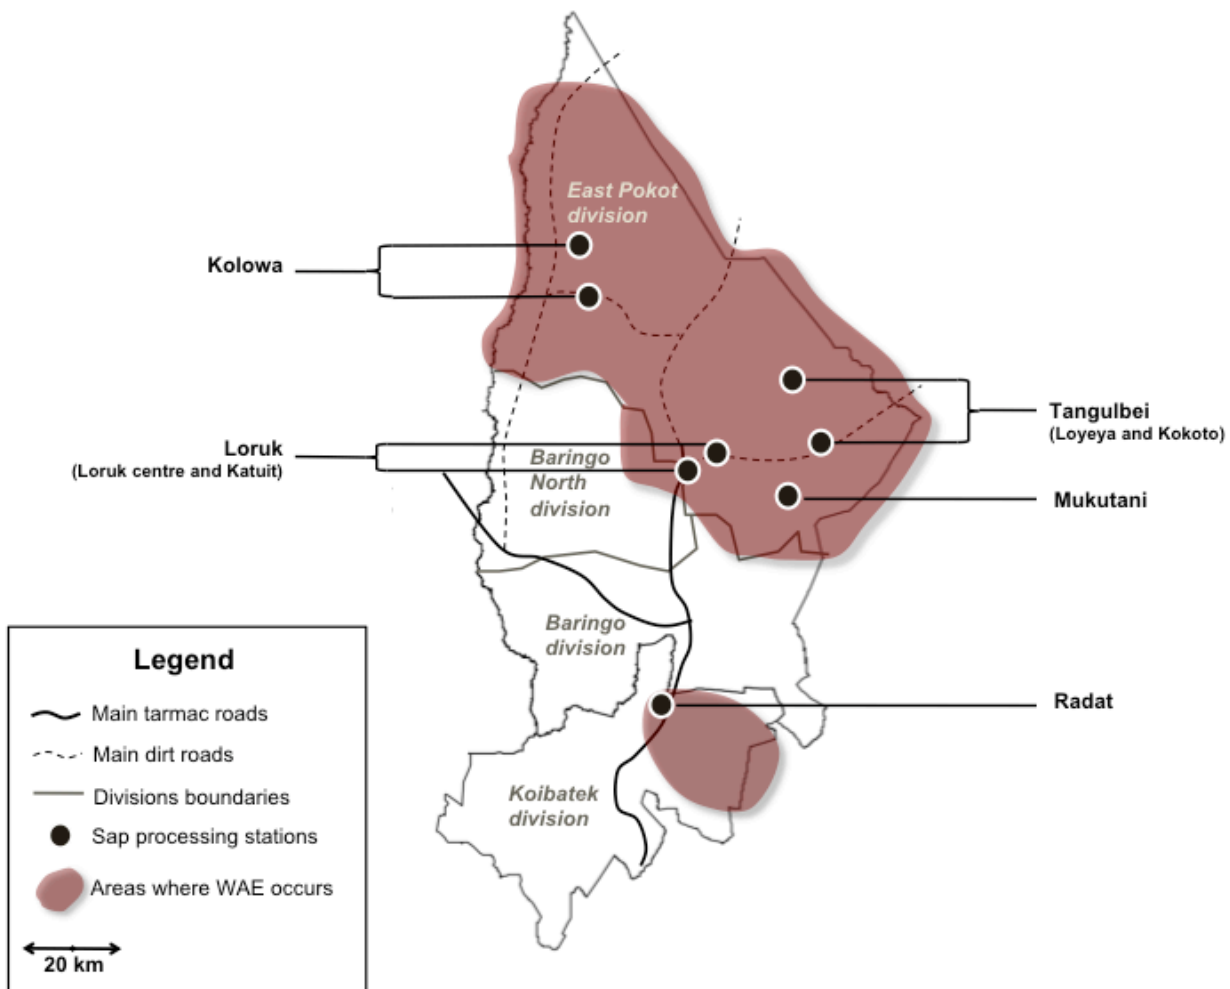 East Pokot
division
Kolowa
Tangulbei
(Loyeya and Kokoto)
Loruk
(Loruk centre and Katuit)
Baringo
North
division
Mukutani
Baringo
division
Radat
Koibatek
division
Legend
Main tarmac roads
Main dirt roads
Divisions boundaries
Sap processing stations
Areas where WAE occurs
20 km